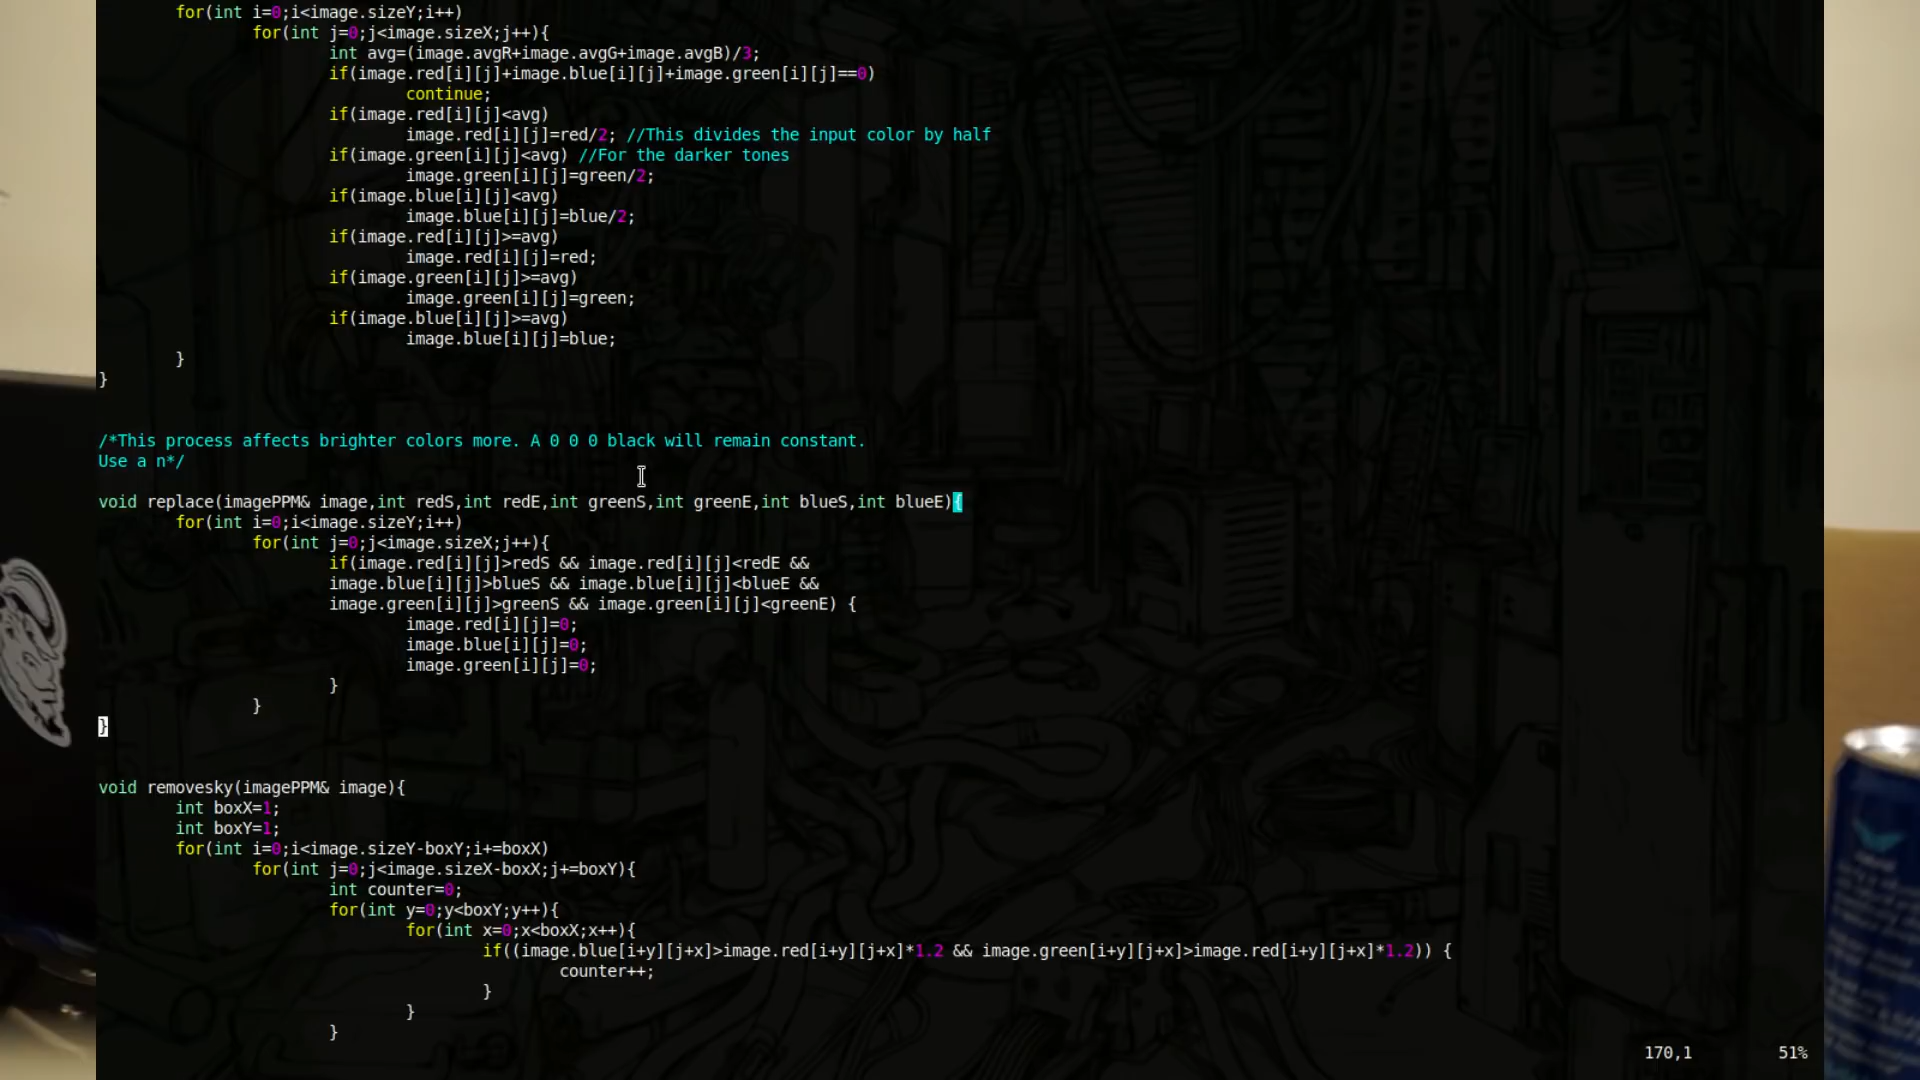 for(int i=0;i<image.sizeY;i++)
for(int j=0;j<image.sizeX;j++){
int avg=(image.avgR+image.avgG+image.avgB)/3;
if(image.red[i][j]+image.blue[i][j]+image.green[i][j]==0)
continue;
if(image.red[i][j]<avg)
image.red[i][j]=red/2; //This divides the input color by half
if(image.green[i][j]<avg) //For the darker tones
image.green[i][j]=green/2;
if(image.blue[i][j]<avg)
image.blue[i][j]=blue/2;
if(image.red[i][j]>=avg)
image.red[i][j]=red;
if(image.green[i][j]>=avg)
image.green[i][j]=green;
if(image.blue[i][j]>=avg)
image.blue[i][j]=blue;
}
}
/*This process affects brighter colors more. A 0 0 0 black will remain constant.
Use a n*/
void replace(imagePPM& image,int redS,int redE,int greenS,int greenE,int blueS,int blueE){
for(int i=0;i<image.sizeY;i++)
for(int j=0;j<image.sizeX;j++){
if(image.red[i][j]>redS && image.red[i][j]<redE &&
image.blue[i][j]>blueS && image.blue[i][j]<blueE &&
image.green[i][j]>greenS && image.green[i][j]<greenE) {
image.red[i][j]=0;
image.blue[i][j]=0;
image.green[i][j]=0;
}
}
}
void removesky(imagePPM& image){
int boxX=1;
int boxY=1;
for(int i=0;i<image.sizeY-boxY;i+=boxX)
for(int j=0;j<image.sizeX-boxX;j+=boxY){
int counter=0;
for(int y=0;y<boxY;y++){
for(int x=0;x<boxX;x++){
if((image.blue[i+y][j+x]>image.red[i+y][j+x]*1.2 && image.green[i+y][j+x]>image.red[i+y][j+x]*1.2)) {
counter++;
}
}
}
170,1 51%